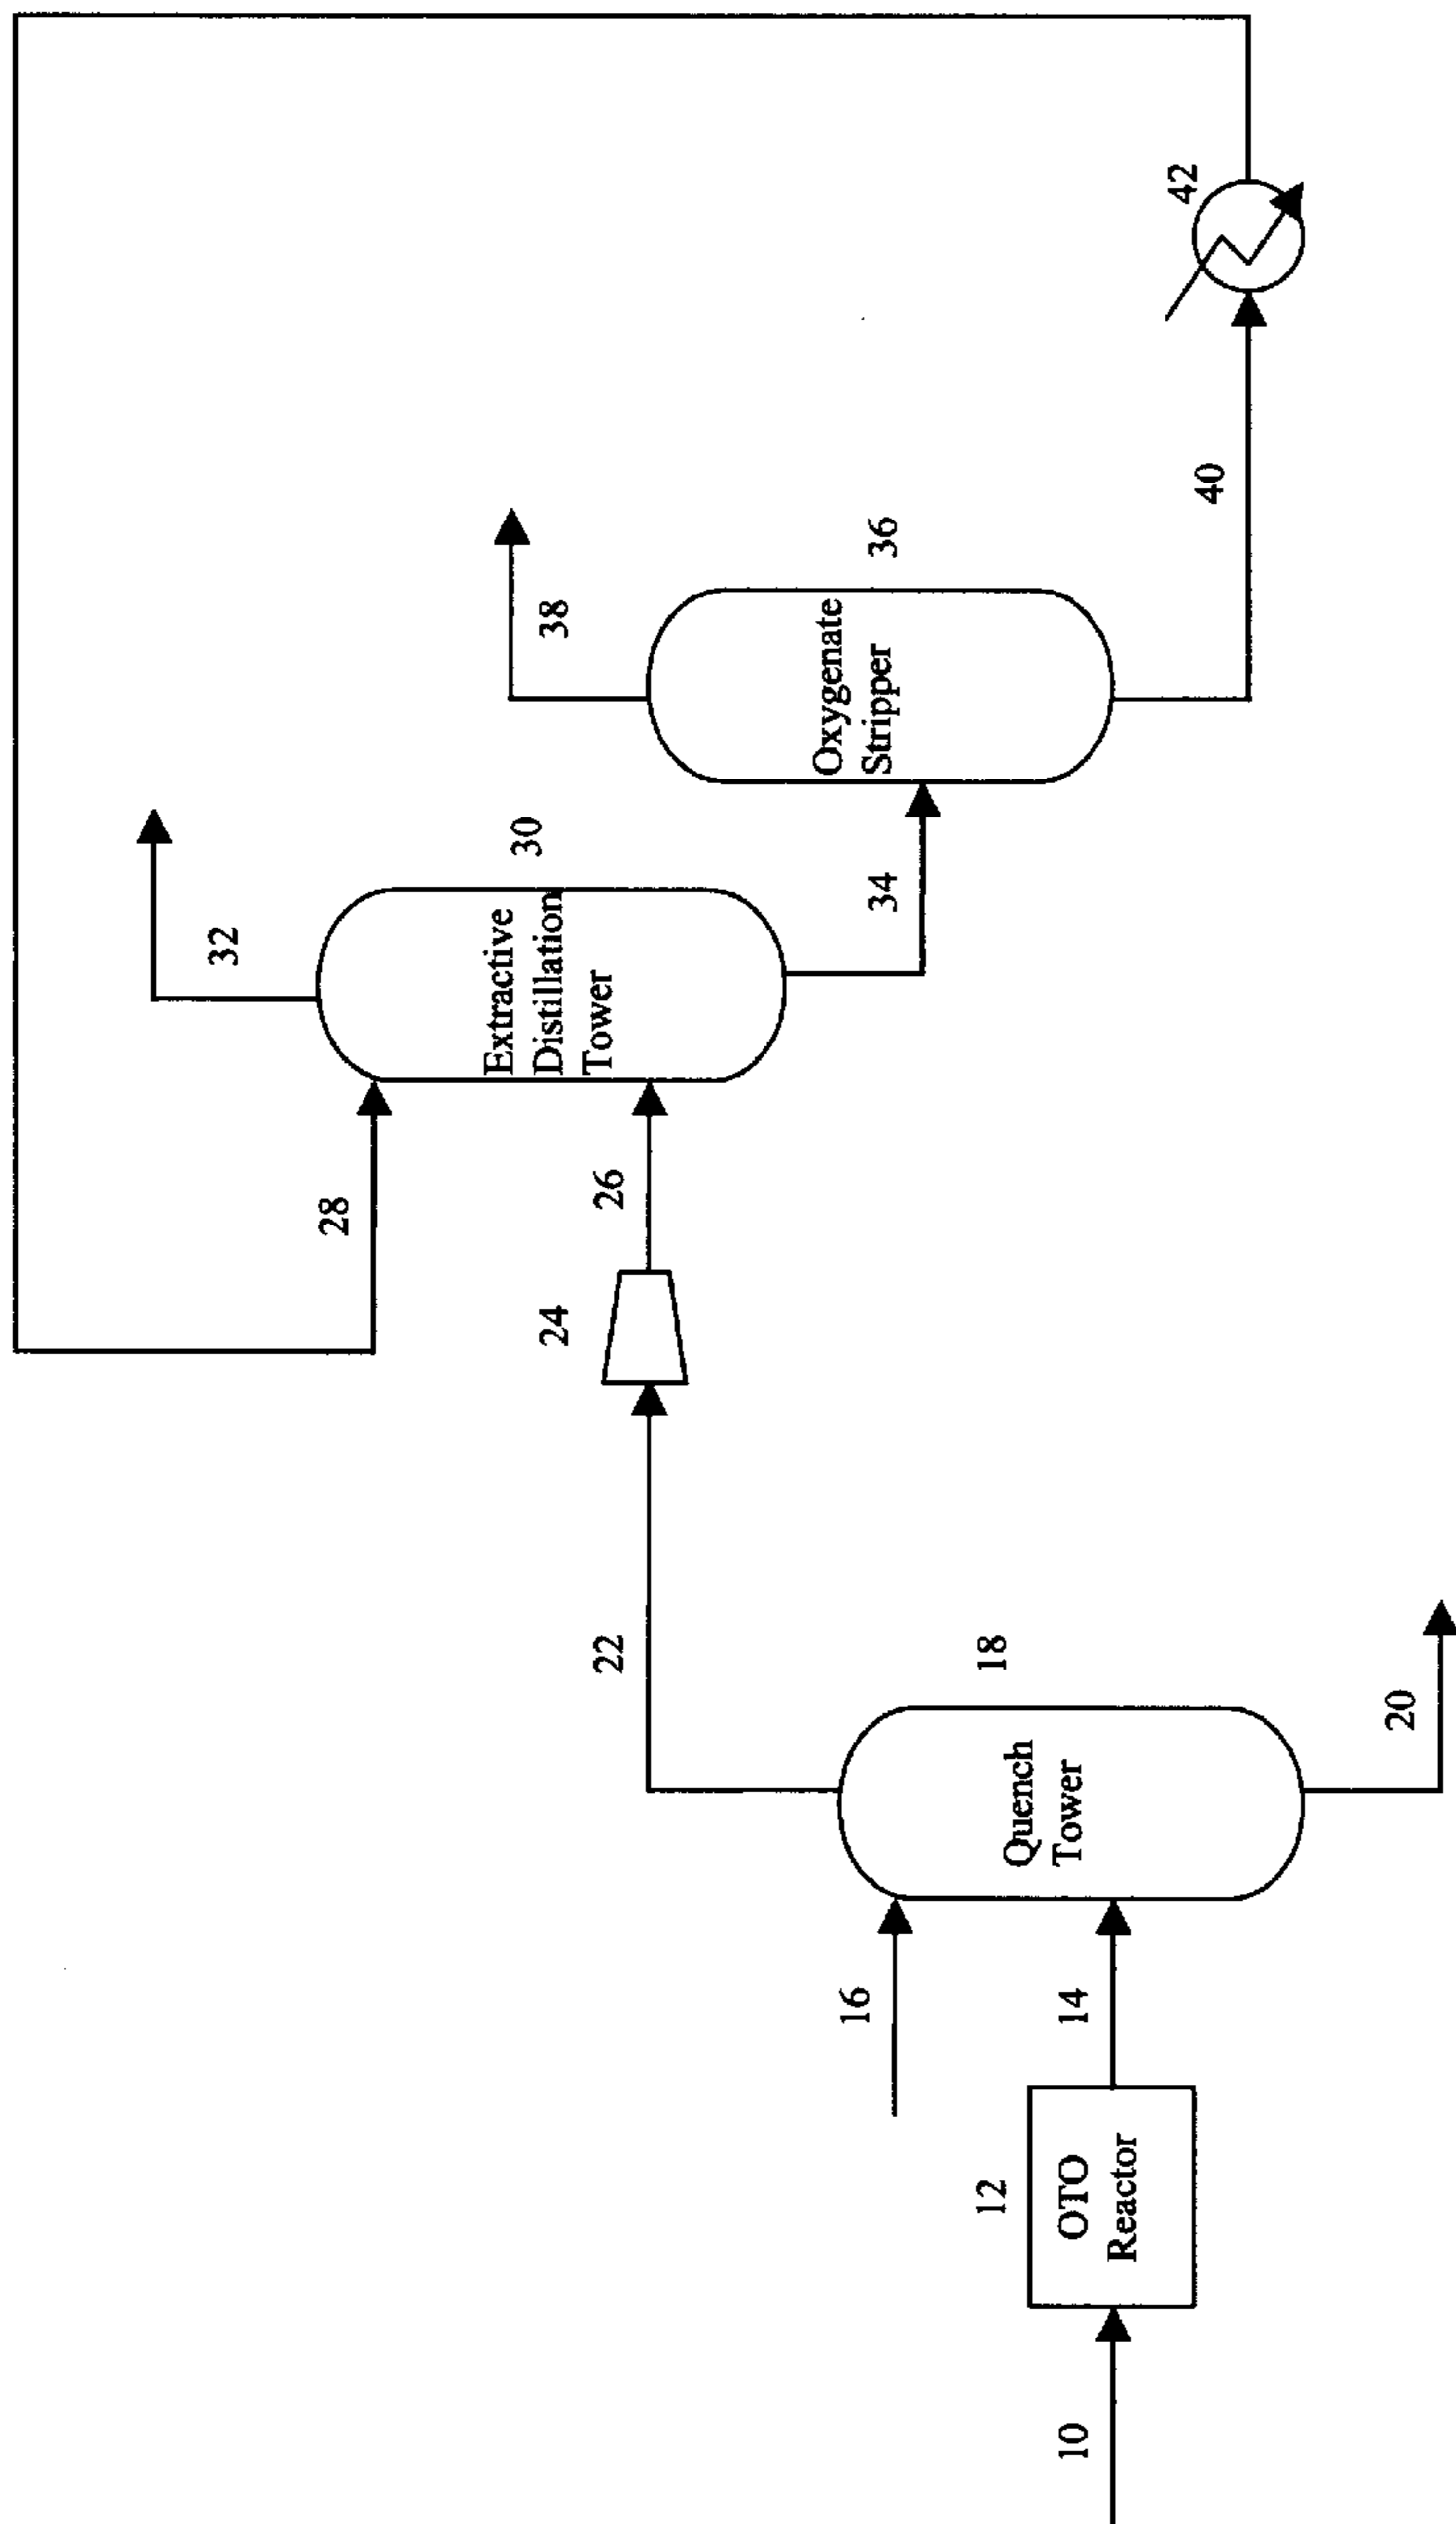 10
12
OTO
Reactor
14
16
Quench
Tower
18
20
22
24
26
28
Extractive
Distillation
Tower
30
32
34
Oxygenate
Stripper
36
38
40
42